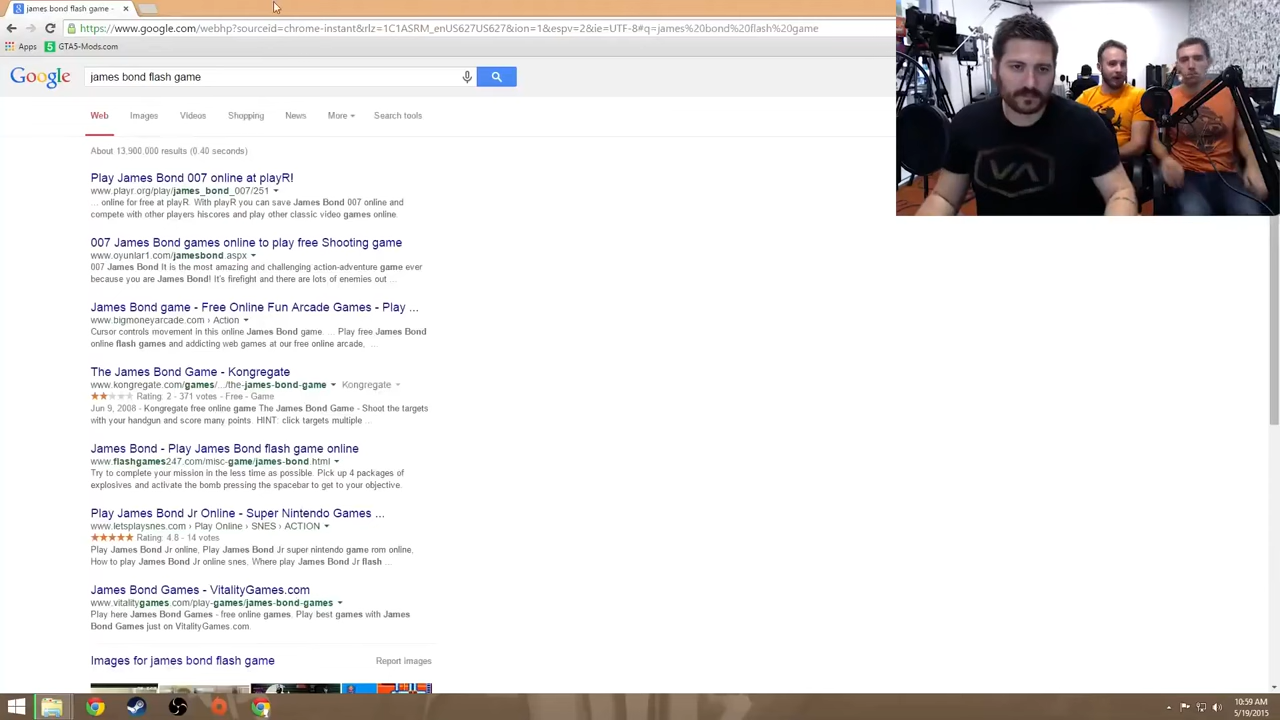 james bond flash game -
https://www.google.com/webhp?sourceid=chrome-instant&rlz=1C1ASRM_enUS627US627&ion=1&espv=2&ie=UTF-8#q=james%20bond%20flash%20game
Apps GTA5-Mods.com
Google james bond flash game
Web Images Videos Shopping News More Search tools
About 13,900,000 results (0.40 seconds)
Play James Bond 007 online at playR!
www.playr.org/play/james_bond_007/251
... online for free at playR. With playR you can save James Bond 007 online and
compete with other players hiscores and play other classic video games online.
007 James Bond games online to play free Shooting game
www.oyunlar1.com/jamesbond.aspx
007 James Bond It is the most amazing and challenging action-adventure game ever
because you are James Bond! It's firefight and there are lots of enemies out ...
James Bond game - Free Online Fun Arcade Games - Play ...
www.bigmoneyarcade.com › Action
Cursor controls movement in this online James Bond game. ... Play free James Bond
online flash games and addicting web games at our free online arcade, ...
The James Bond Game - Kongregate
www.kongregate.com/games/.../the-james-bond-game Kongregate
Rating: 2 - 371 votes - Free - Game
Jun 9, 2008 - Kongregate free online game The James Bond Game - Shoot the targets
with your handgun and score many points. HINT: click targets multiple ...
James Bond - Play James Bond flash game online
www.flashgames247.com/misc-game/james-bond.html
Try to complete your mission in the less time as possible. Pick up 4 packages of
explosives and activate the bomb pressing the spacebar to get to your objective.
Play James Bond Jr Online - Super Nintendo Games ...
www.letsplaysnes.com › Play Online › SNES › ACTION
Rating: 4.8 - 14 votes
Play James Bond Jr online, Play James Bond Jr super nintendo game rom online,
How to play James Bond Jr online snes, Where play James Bond Jr flash ...
James Bond Games - VitalityGames.com
www.vitalitygames.com/play-games/james-bond-games
Play here James Bond Games - free online games. Play best games with James
Bond Games just on VitalityGames.com.
Images for james bond flash game Report images
VA
10:59 AM
5/19/2015